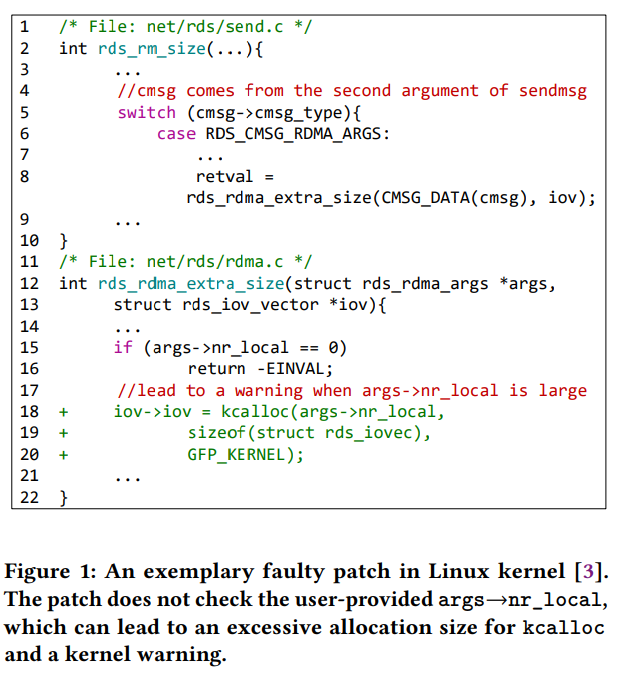 1 /* File: net/rds/send.c */
2 int rds_rm_size(...){
3 ...
4 //cmsg comes from the second argument of sendmsg
5 switch (cmsg->cmsg_type){
6 case RDS_CMSG_RDMA_ARGS:
7 ...
8 retval =
rds_rdma_extra_size(CMSG_DATA(cmsg), iov);
9 ...
10 }
11 /* File: net/rds/rdma.c */
12 int rds_rdma_extra_size(struct rds_rdma_args *args,
13 struct rds_iov_vector *iov){
14 ...
15 if (args->nr_local == 0)
16 return -EINVAL;
17 //lead to a warning when args->nr_local is large
18 + iov->iov = kcalloc(args->nr_local,
19 + sizeof(struct rds_iovec),
20 + GFP_KERNEL);
21 ...
22 }
Figure 1: An exemplary faulty patch in Linux kernel [3].
The patch does not check the user-provided args→nr_local,
which can lead to an excessive allocation size for kcalloc
and a kernel warning.